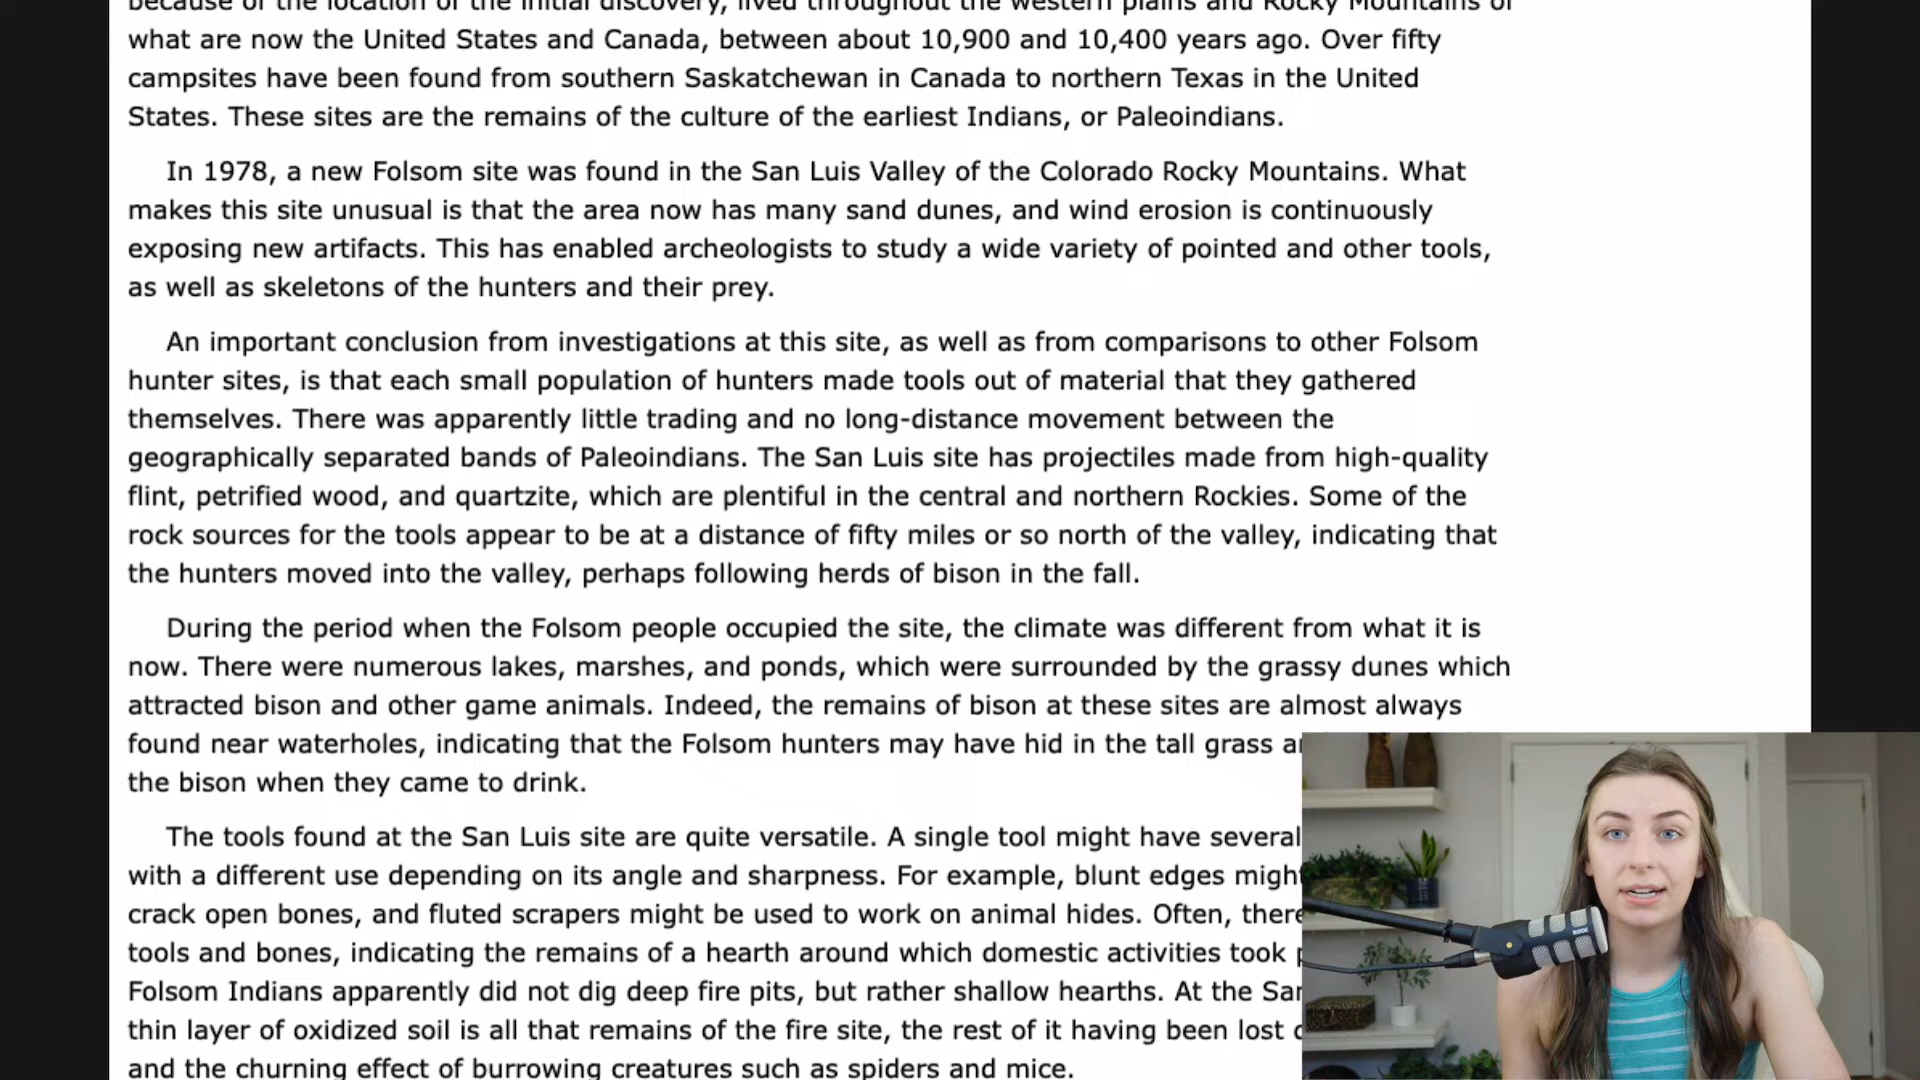 because of the location of the initial discovery, lived throughout the western plains and Rocky Mountains of
what are now the United States and Canada, between about 10,900 and 10,400 years ago. Over fifty
campsites have been found from southern Saskatchewan in Canada to northern Texas in the United
States. These sites are the remains of the culture of the earliest Indians, or Paleoindians.
In 1978, a new Folsom site was found in the San Luis Valley of the Colorado Rocky Mountains. What
makes this site unusual is that the area now has many sand dunes, and wind erosion is continuously
exposing new artifacts. This has enabled archeologists to study a wide variety of pointed and other tools,
as well as skeletons of the hunters and their prey.
An important conclusion from investigations at this site, as well as from comparisons to other Folsom
hunter sites, is that each small population of hunters made tools out of material that they gathered
themselves. There was apparently little trading and no long-distance movement between the
geographically separated bands of Paleoindians. The San Luis site has projectiles made from high-quality
flint, petrified wood, and quartzite, which are plentiful in the central and northern Rockies. Some of the
rock sources for the tools appear to be at a distance of fifty miles or so north of the valley, indicating that
the hunters moved into the valley, perhaps following herds of bison in the fall.
During the period when the Folsom people occupied the site, the climate was different from what it is
now. There were numerous lakes, marshes, and ponds, which were surrounded by the grassy dunes which
attracted bison and other game animals. Indeed, the remains of bison at these sites are almost always
found near waterholes, indicating that the Folsom hunters may have hid in the tall grass
the bison when they came to drink.
The tools found at the San Luis site are quite versatile. A single tool might have several
with a different use depending on its angle and sharpness. For example, blunt edges might
crack open bones, and fluted scrapers might be used to work on animal hides. Often, there
tools and bones, indicating the remains of a hearth around which domestic activities took
Folsom Indians apparently did not dig deep fire pits, but rather shallow hearths. At the
thin layer of oxidized soil is all that remains of the fire site, the rest of it having been lost
and the churning effect of burrowing creatures such as spiders and mice.
RODE